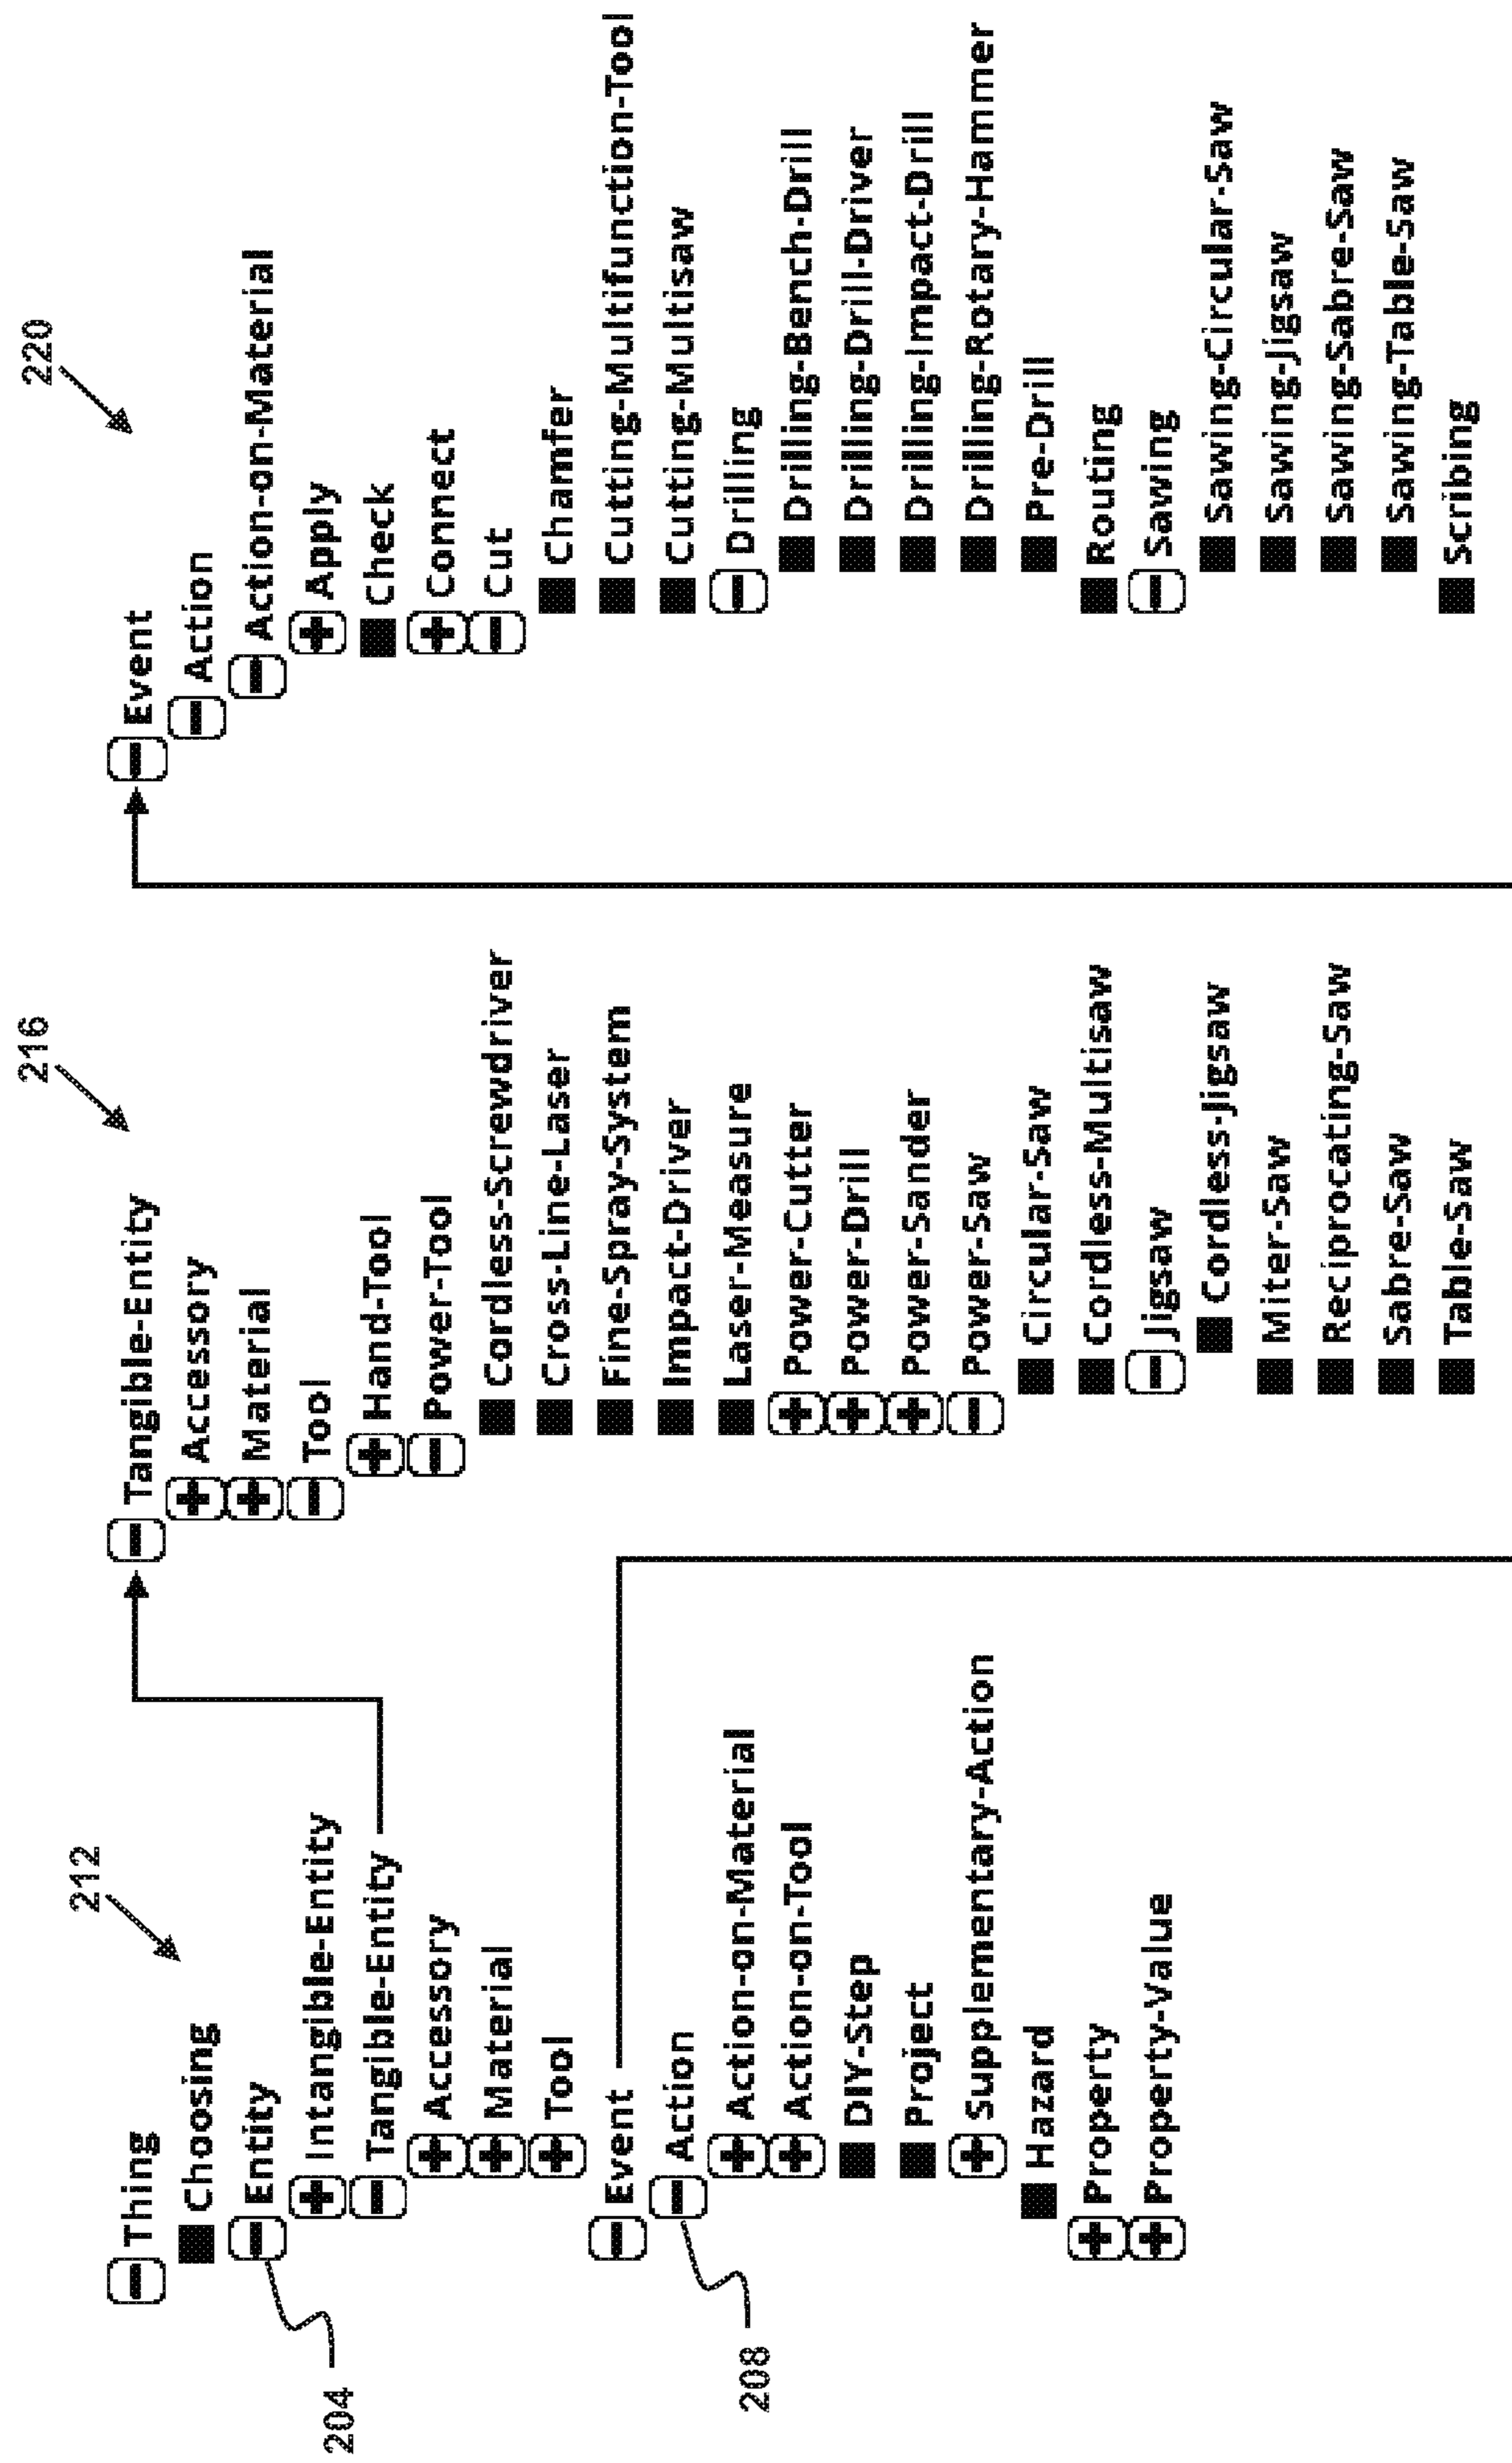 212
Thing
Choosing
Entity
Intangible-Entity
Tangible-Entity
Accessory
Material
Tool
Event
Action
Action-on-Material
Action-on-Tool
DIY-Step
Project
Supplementary-Action
Hazard
Property
Property-Value
204
208
216
Tangible-Entity
Accessory
Material
Tool
Hand-Tool
Power-Tool
Cordless-Screwdriver
Cross-Line-Laser
Fine-Spray-System
Impact-Driver
Laser-Measure
Power-Cutter
Power-Drill
Power-Sander
Power-Saw
Circular-Saw
Cordless-Multisaw
Jigsaw
Cordless-Jigsaw
Miter-Saw
Reciprocating-Saw
Sabre-Saw
Table-Saw
220
Event
Action
Action-on-Material
Apply
Check
Connect
Cut
Chamfer
Cutting-Multifunction-Tool
Cutting-Multisaw
Drilling
Drilling-Bench-Drill
Drilling-Drill-Driver
Drilling-Impact-Drill
Drilling-Rotary-Hammer
Pre-Drill
Routing
Sawing
Sawing-Circular-Saw
Sawing-Jigsaw
Sawing-Sabre-Saw
Sawing-Table-Saw
Scribing